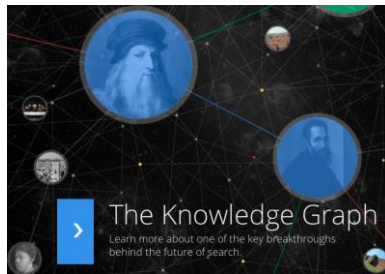 The Knowledge Graph
Learn more about one of the key breakthroughs
behind the future of search.